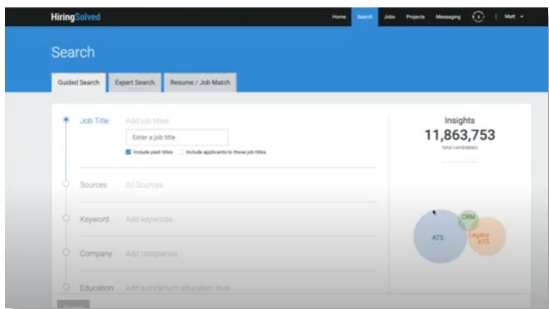 HiringSolved
Home Search Jobs Projects Messaging Matt
Search
Guided Search Expert Search Resume / Job Match
Job Title Add job titles
Enter a job title
Include past titles Include applicants to these job titles
Insights
11,863,753
total candidates
Sources All Sources
Keyword Add keywords
Company Add companies
Education Add a minimum education level
CRM
ATS
Legacy
ATS